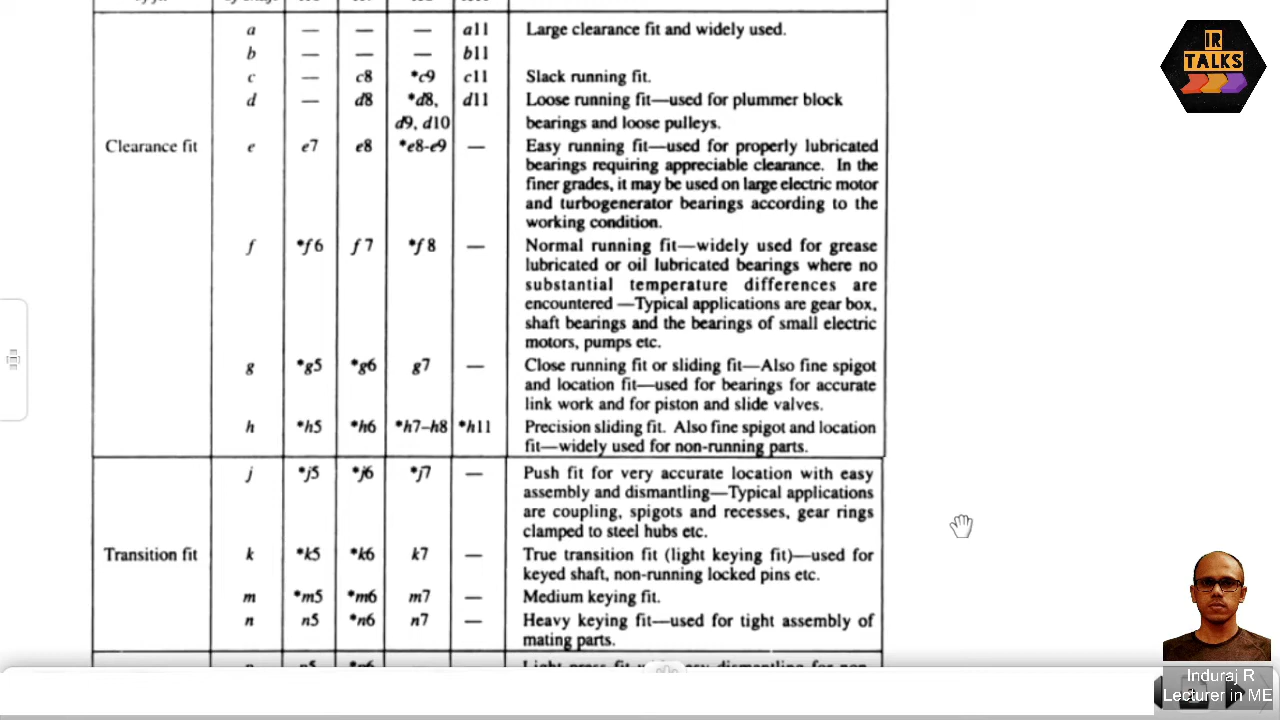 a — — — a11 Large clearance fit and widely used.
b — — — b11
c — c8 *c9 c11 Slack running fit.
d — d8 *d8, d11 Loose running fit—used for plummer block
d9, d10 bearings and loose pulleys.
Clearance fit e e7 e8 *e8-e9 — Easy running fit—used for properly lubricated
bearings requiring appreciable clearance. In the
finer grades, it may be used on large electric motor
and turbogenerator bearings according to the
working condition.
f *f6 f7 *f8 — Normal running fit—widely used for grease
lubricated or oil lubricated bearings where no
substantial temperature differences are
encountered —Typical applications are gear box,
shaft bearings and the bearings of small electric
motors, pumps etc.
g *g5 *g6 g7 — Close running fit or sliding fit—Also fine spigot
and location fit—used for bearings for accurate
link work and for piston and slide valves.
h *h5 *h6 *h7–h8 *h11 Precision sliding fit. Also fine spigot and location
fit—widely used for non-running parts.
j *j5 *j6 *j7 — Push fit for very accurate location with easy
assembly and dismantling—Typical applications
are coupling, spigots and recesses, gear rings
clamped to steel hubs etc.
Transition fit k *k5 *k6 k7 — True transition fit (light keying fit)—used for
keyed shaft, non-running locked pins etc.
m *m5 *m6 m7 — Medium keying fit.
n n5 *n6 n7 — Heavy keying fit—used for tight assembly of
mating parts.
IR
TALKS
Induraj R
Lecturer in ME